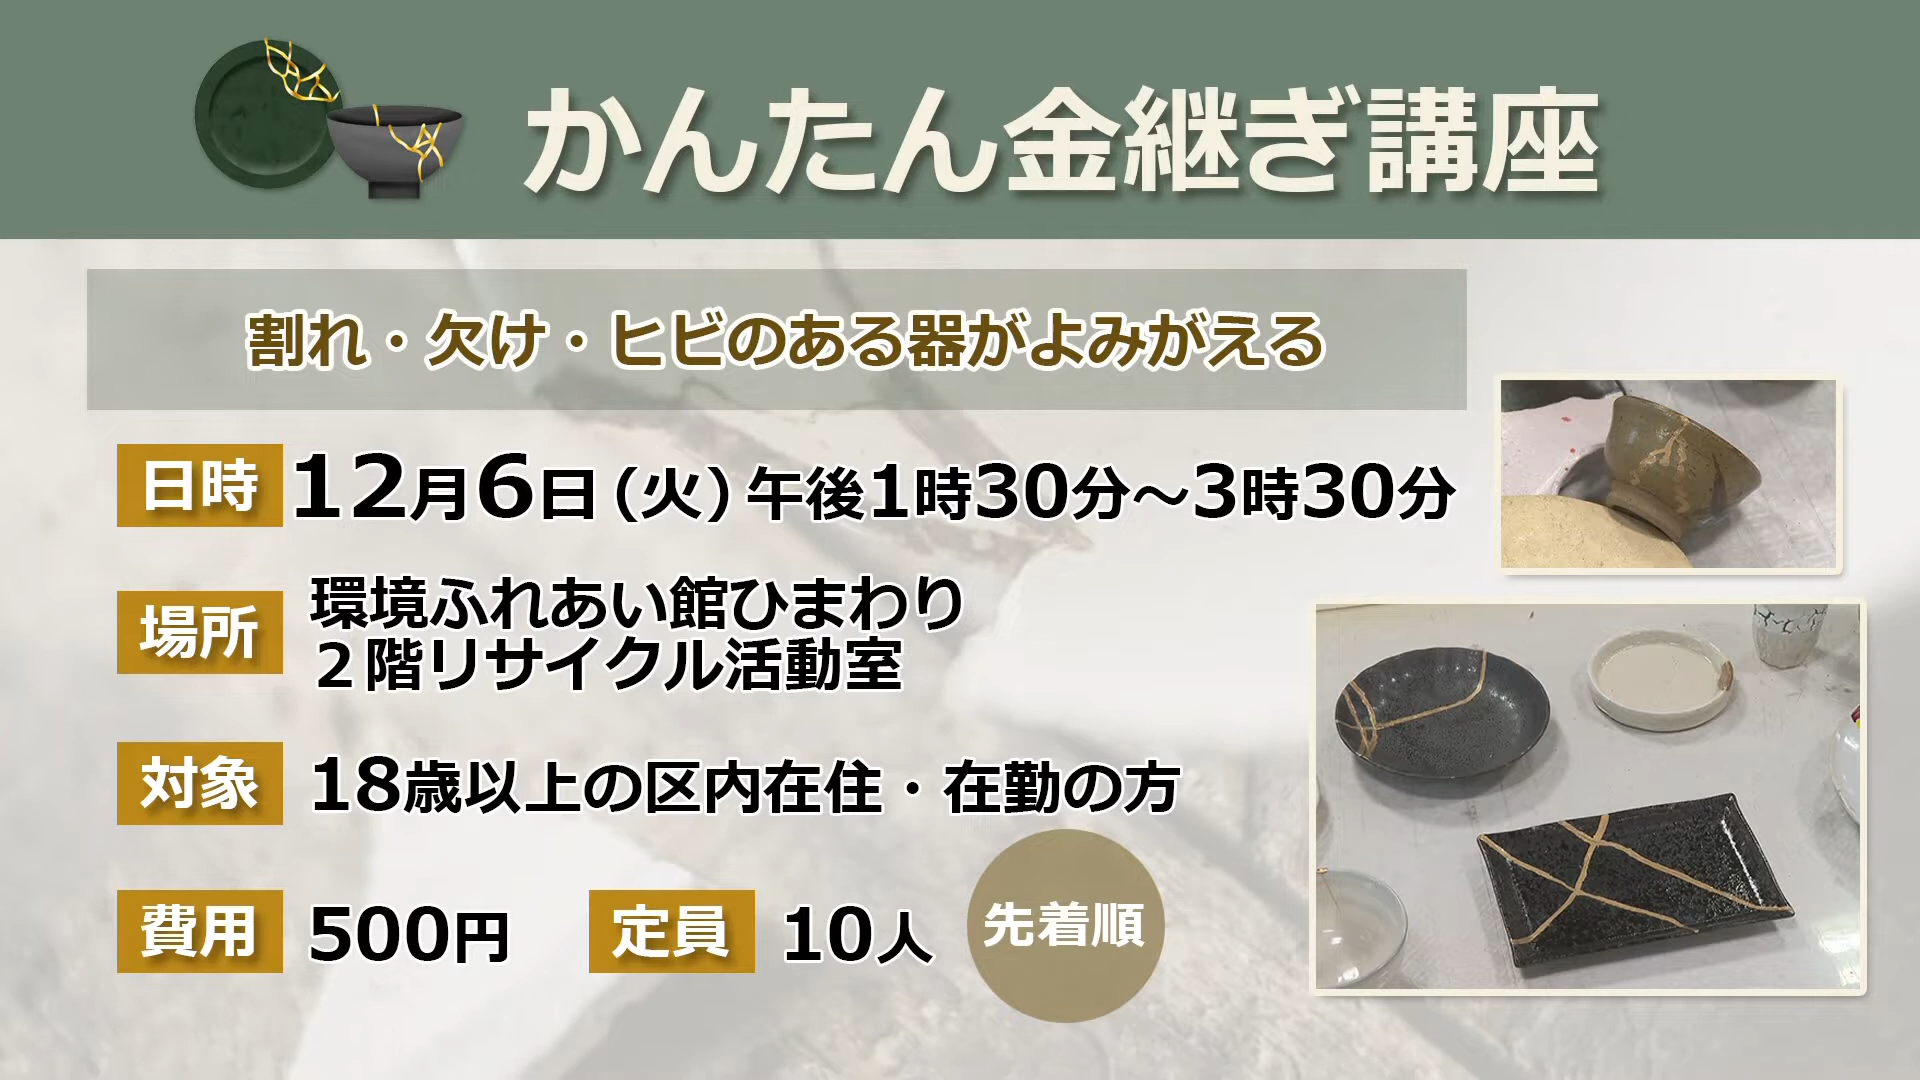 かんたん金継ぎ講座
割れ・欠け・ヒビのある器がよみがえる
日時 12月6日(火)午後1時30分～3時30分
場所 環境ふれあい館ひまわり
２階リサイクル活動室
対象 18歳以上の区内在住・在勤の方
費用 500円 定員 10人 先着順